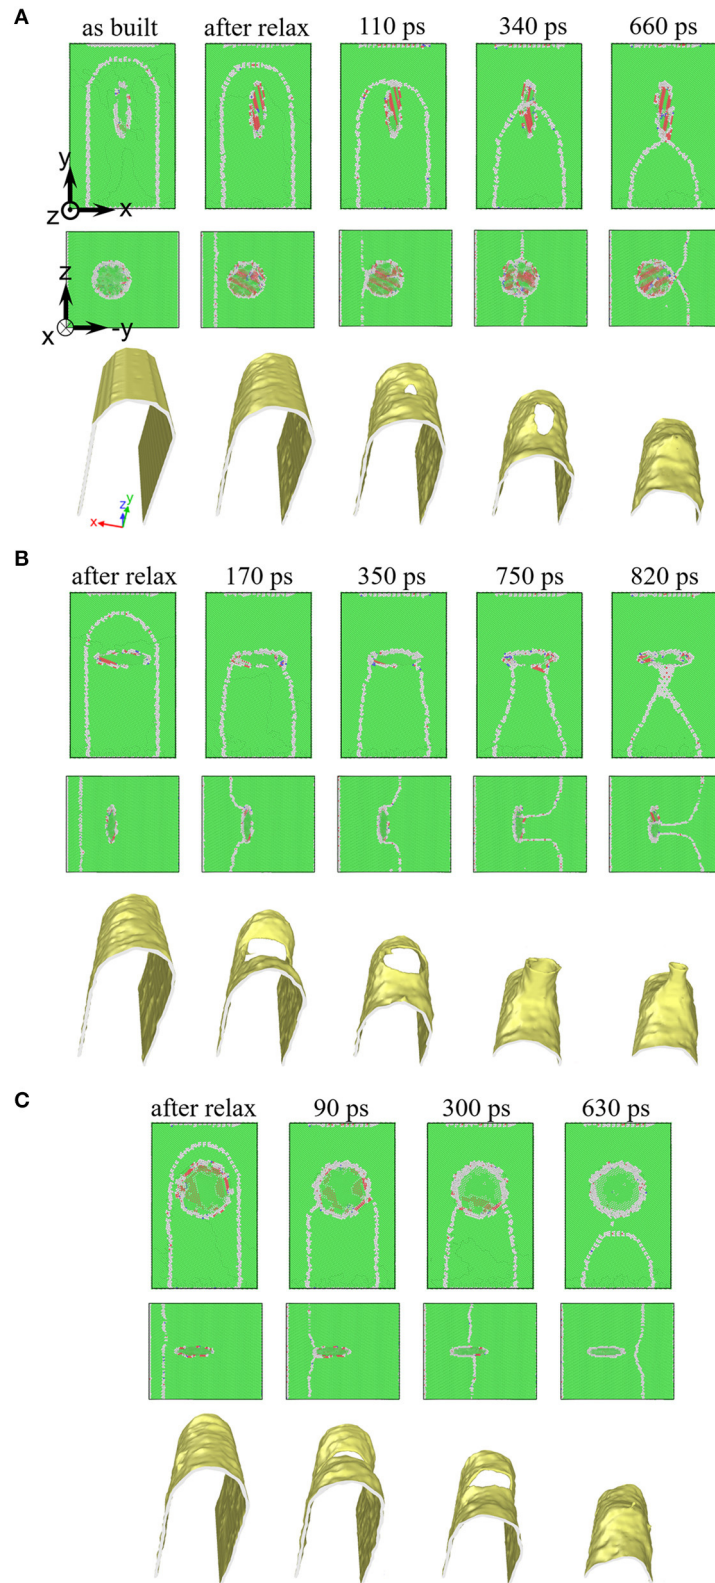 A
as built after relax 110 ps 340 ps 660 ps
y
z x
z
x -y
x z y
B
after relax 170 ps 350 ps 750 ps 820 ps
C
after relax 90 ps 300 ps 630 ps